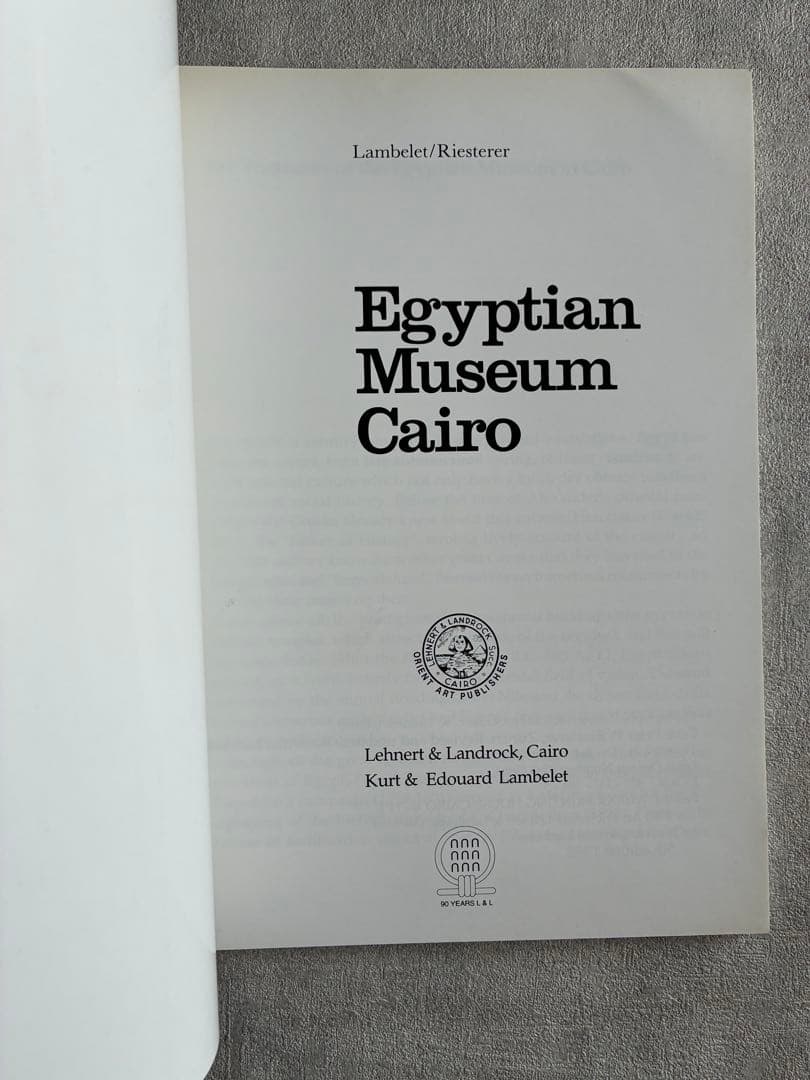 Lambelet/Riesterer
Egyptian
Museum
Cairo
LEHNERT & LANDROCK SUCC.
CAIRO
ORIENT ART PUBLISHERS
Lehnert & Landrock, Cairo
Kurt & Edouard Lambelet
90 YEARS L & L